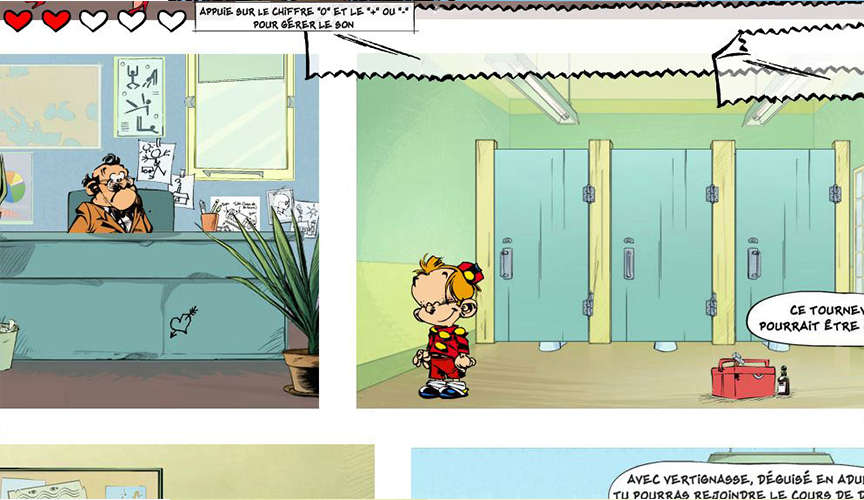 APPUIE SUR LE CHIFFRE "0" ET LE "+" OU "-"
POUR GÉRER LE SON
CE TOURNEV
POURRAIT ÊTRE
AVEC VERTIGNASSE, DÉGUISÉ EN ADU
TU POURRAS REJOINDRE LE COURS DE